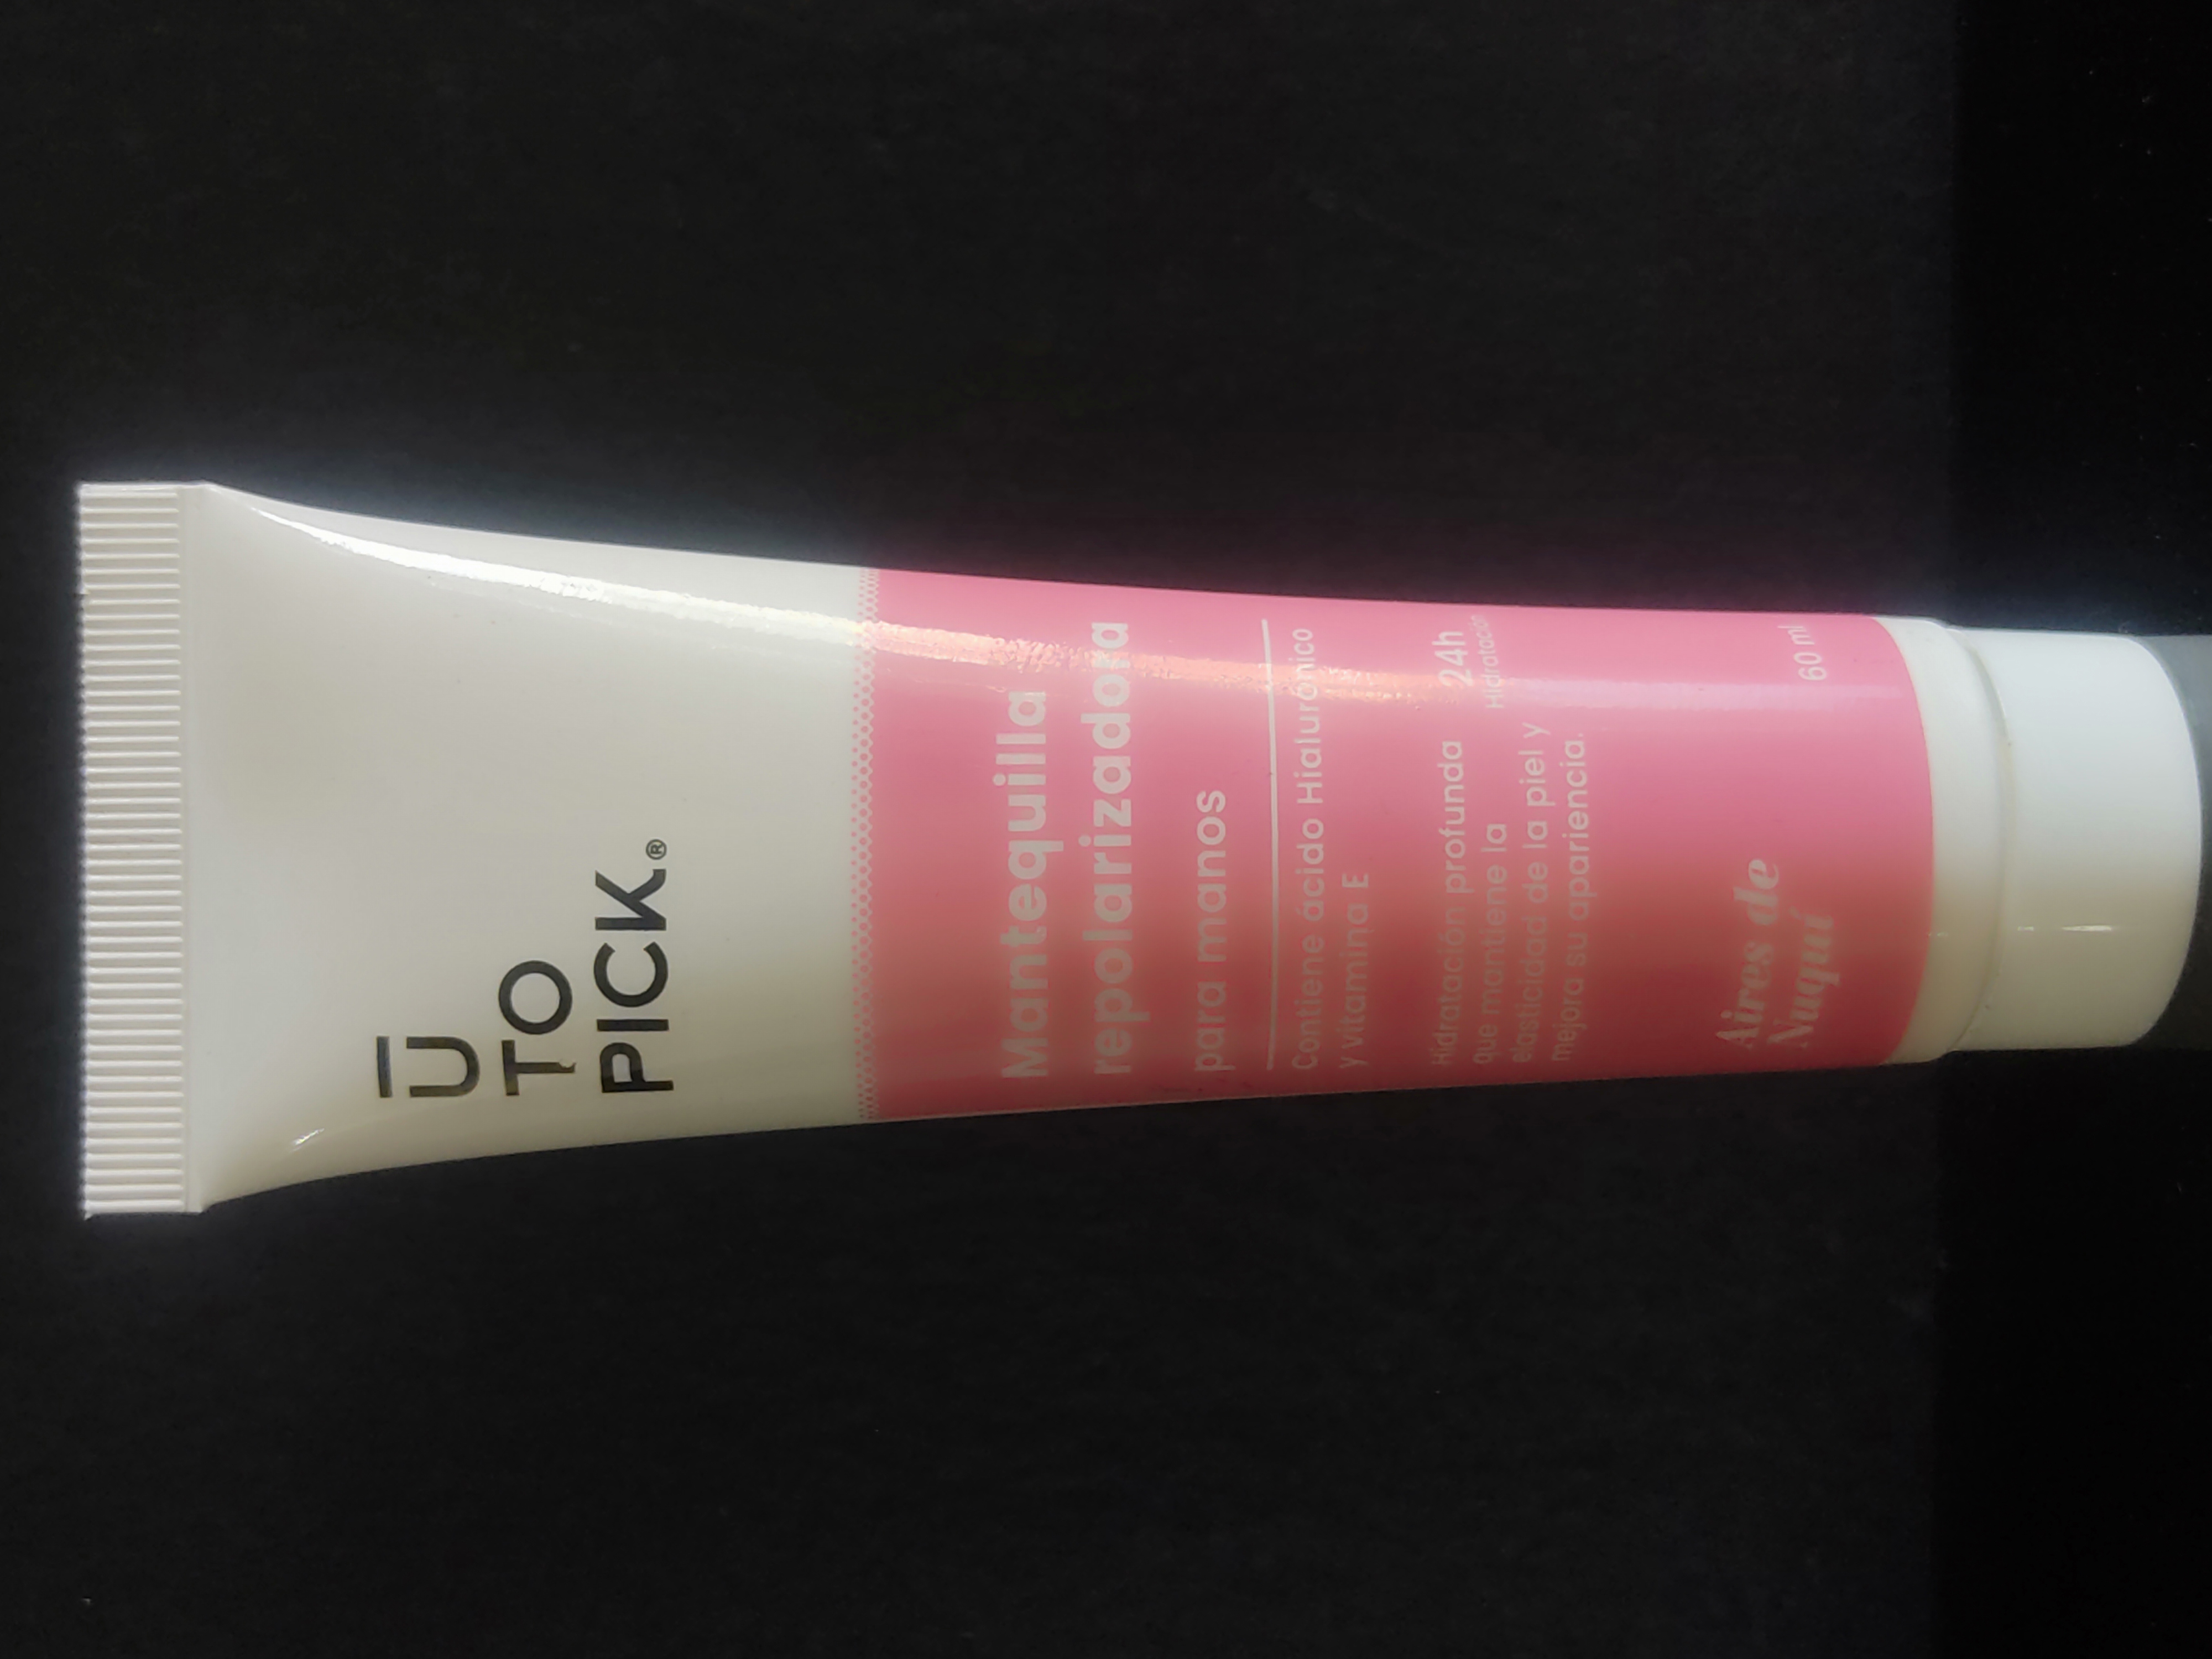 Ū
TO
PICK®
Mantequilla
repolarizadora
para manos
Contiene ácido Hialurónico
y vitamina E
Hidratación profunda
que mantiene la
elasticidad de la piel y
mejora su apariencia.
24h
Hidratación
Aires de
Nuquí
60 ml